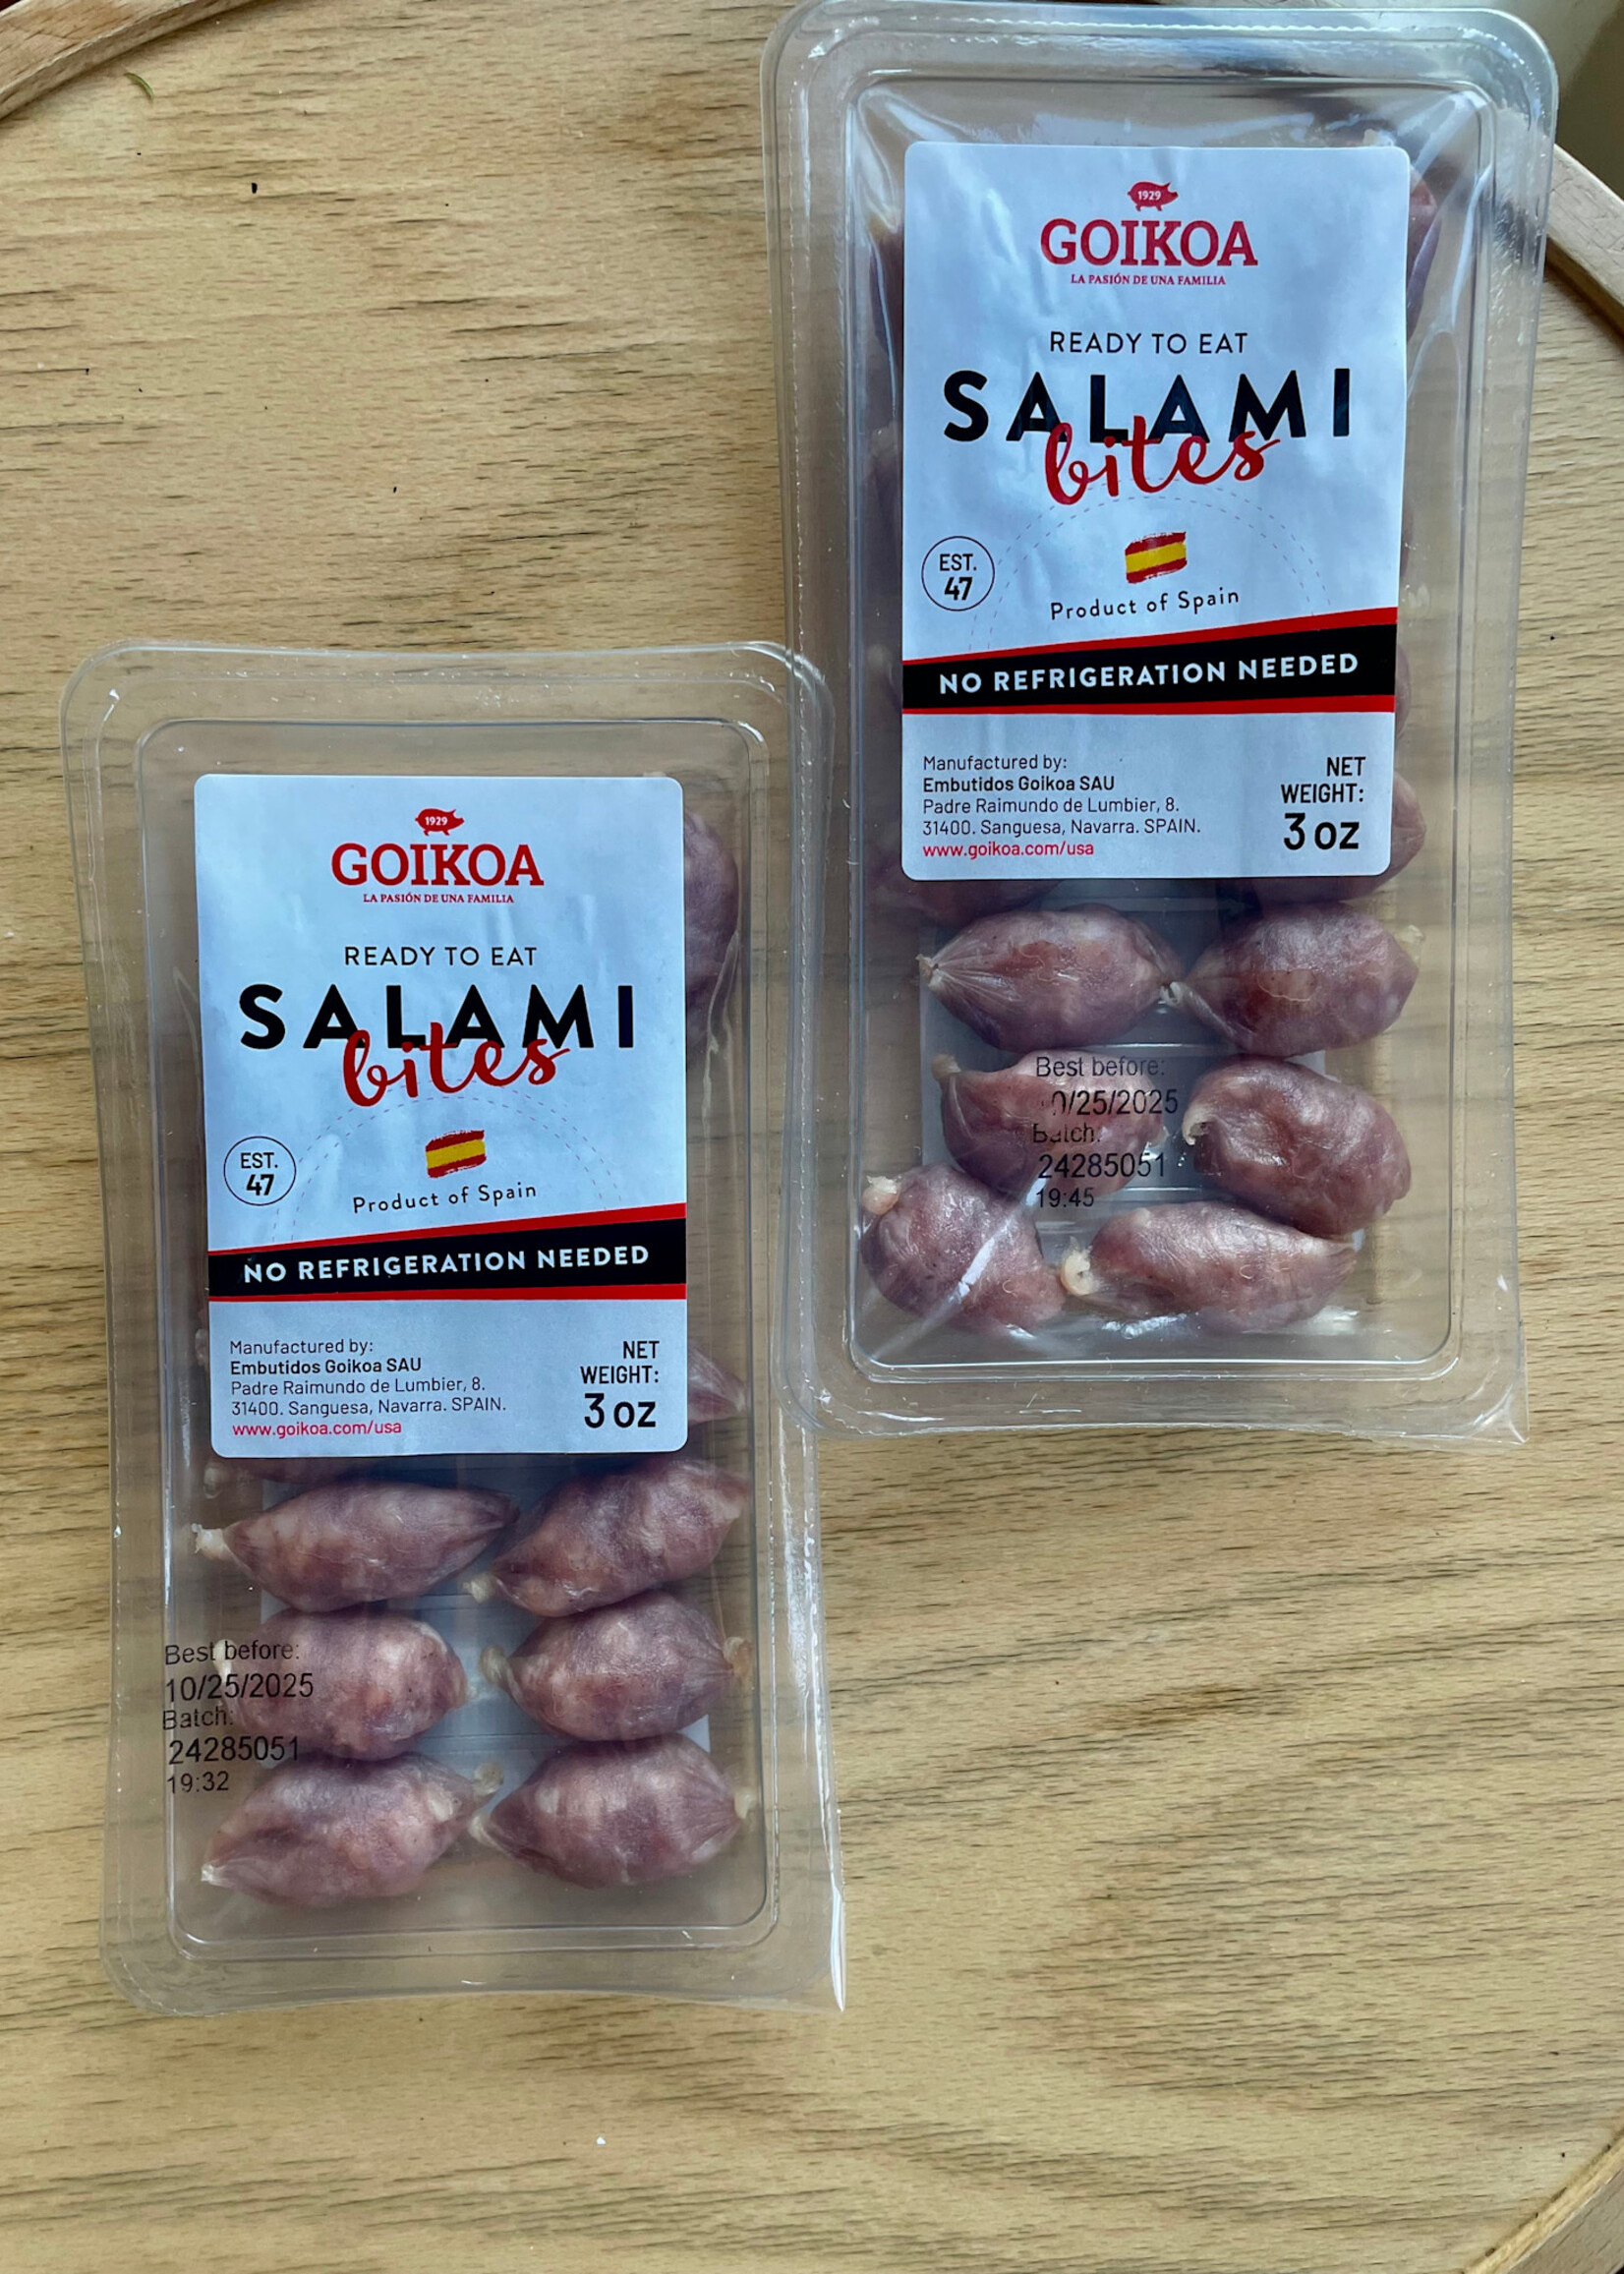 1929
GOIKOA
LA PASIÓN DE UNA FAMILIA
READY TO EAT
SALAMI
bites
EST.
47
Product of Spain
NO REFRIGERATION NEEDED
Manufactured by:
Embutidos Goikoa SAU
Padre Raimundo de Lumbier, 8.
31400. Sanguesa, Navarra. SPAIN.
www.goikoa.com/usa
NET
WEIGHT:
3 oz
Best before:
10/25/2025
Batch:
24285051
19:32
1929
GOIKOA
LA PASIÓN DE UNA FAMILIA
READY TO EAT
SALAMI
bites
EST.
47
Product of Spain
NO REFRIGERATION NEEDED
Manufactured by:
Embutidos Goikoa SAU
Padre Raimundo de Lumbier, 8.
31400. Sanguesa, Navarra. SPAIN.
www.goikoa.com/usa
NET
WEIGHT:
3 oz
Best before:
0/25/2025
Batch:
24285051
19:45